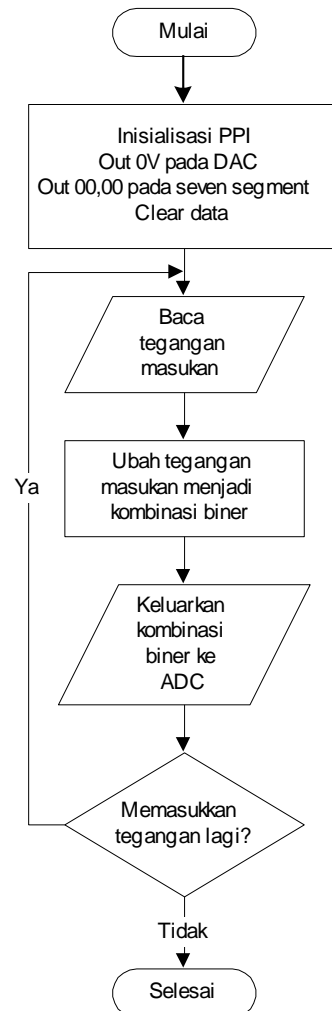 Mulai
Inisialisasi PPI
Out 0V pada DAC
Out 00,00 pada seven segment
Clear data
Baca
tegangan
masukan
Ubah tegangan
masukan menjadi
kombinasi biner
Ya
Keluarkan
kombinasi
biner ke
ADC
Memasukkan
tegangan lagi?
Tidak
Selesai